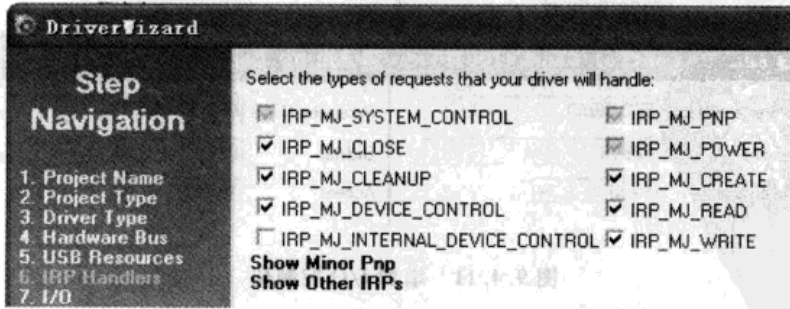 DriverWizard
Step
Navigation
1. Project Name
2. Project Type
3. Driver Type
4. Hardware Bus
5. USB Resources
6. IRP Handlers
7. I/O
Select the types of requests that your driver will handle:
IRP_MJ_SYSTEM_CONTROL
IRP_MJ_PNP
IRP_MJ_CLOSE
IRP_MJ_POWER
IRP_MJ_CLEANUP
IRP_MJ_CREATE
IRP_MJ_DEVICE_CONTROL
IRP_MJ_READ
IRP_MJ_INTERNAL_DEVICE_CONTROL
IRP_MJ_WRITE
Show Minor Pnp
Show Other IRPs